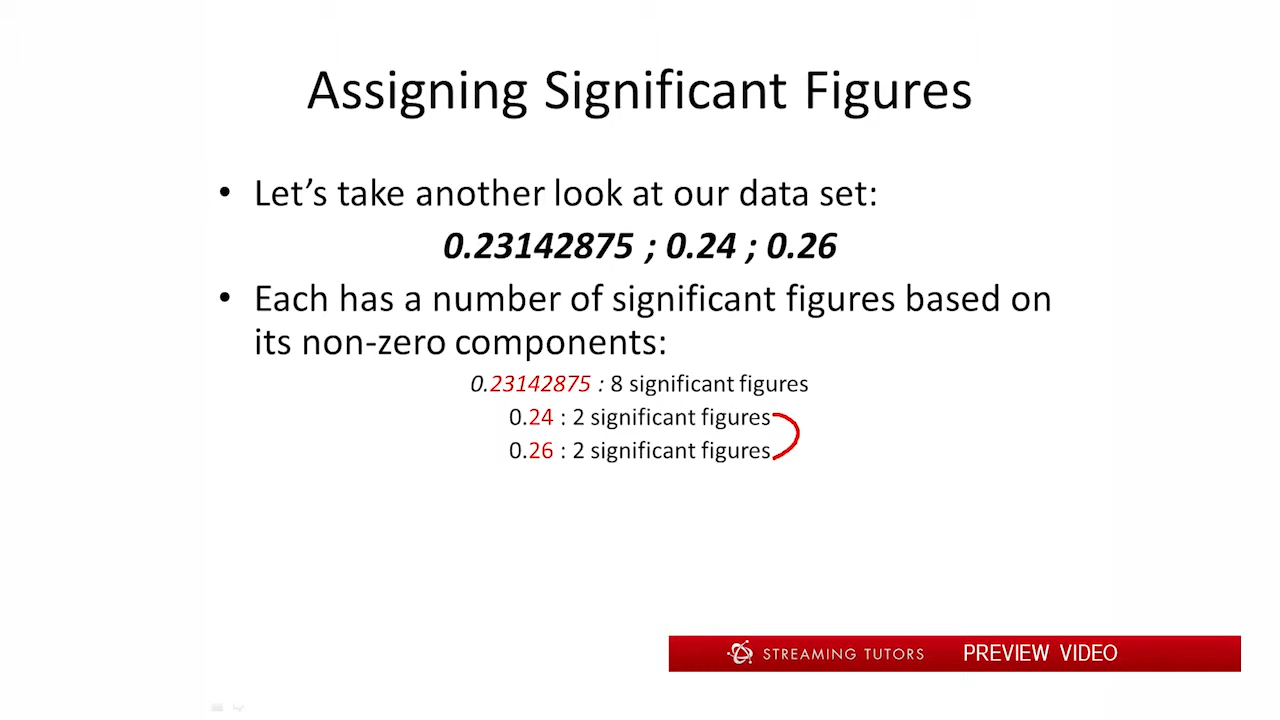 Assigning Significant Figures
• Let's take another look at our data set:
0.23142875 ; 0.24 ; 0.26
• Each has a number of significant figures based on
its non-zero components:
0.23142875 : 8 significant figures
0.24 : 2 significant figures
0.26 : 2 significant figures
STREAMING TUTORS PREVIEW VIDEO